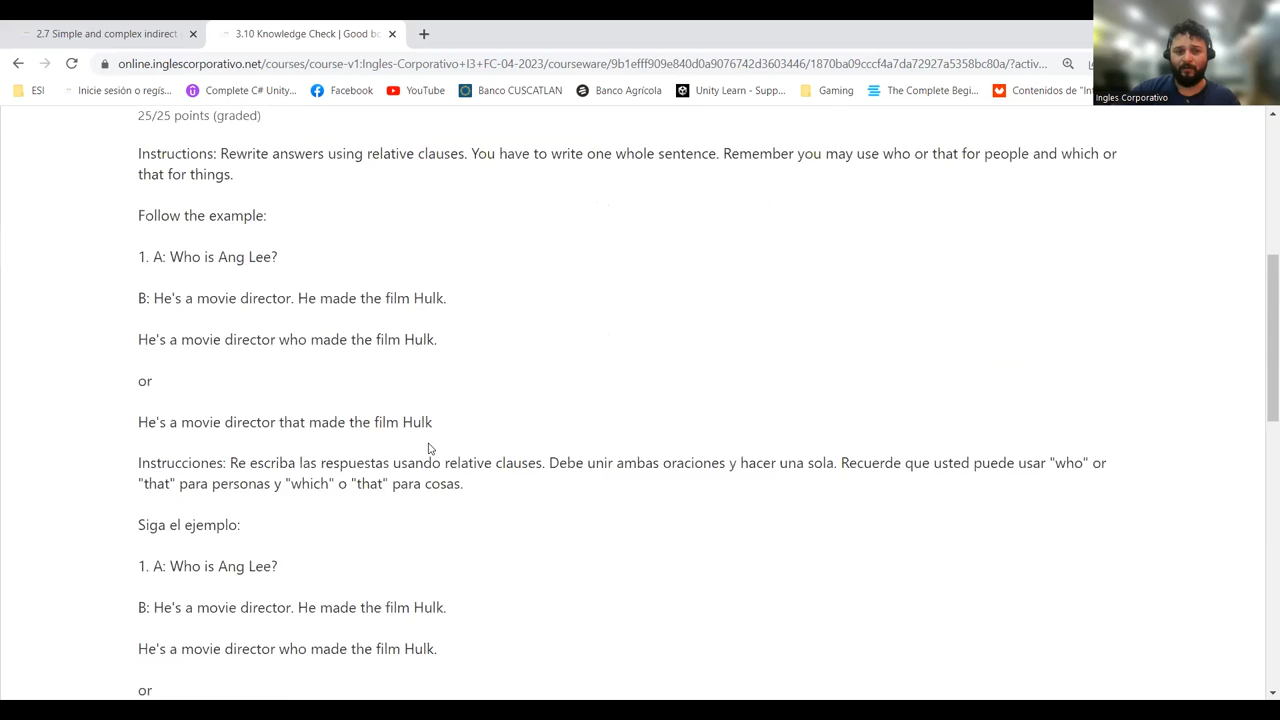 2.7 Simple and complex indirect
3.10 Knowledge Check | Good bo
online.inglescorporativo.net/courses/course-v1:Ingles-Corporativo+I3+FC-04-2023/courseware/9b1efff909e840d0a9076742d3603446/1870ba09cccf4a7da72927a5358bc80a/?activ...
ESI
Inicie sesión o regís...
Complete C# Unity...
Facebook
YouTube
Banco CUSCATLAN
Banco Agrícola
Unity Learn - Supp...
Gaming
The Complete Begi...
Contenidos de "Int
Ingles Corporativo
25/25 points (graded)
Instructions: Rewrite answers using relative clauses. You have to write one whole sentence. Remember you may use who or that for people and which or
that for things.
Follow the example:
1. A: Who is Ang Lee?
B: He's a movie director. He made the film Hulk.
He's a movie director who made the film Hulk.
or
He's a movie director that made the film Hulk
Instrucciones: Re escriba las respuestas usando relative clauses. Debe unir ambas oraciones y hacer una sola. Recuerde que usted puede usar "who" or
"that" para personas y "which" o "that" para cosas.
Siga el ejemplo:
1. A: Who is Ang Lee?
B: He's a movie director. He made the film Hulk.
He's a movie director who made the film Hulk.
or